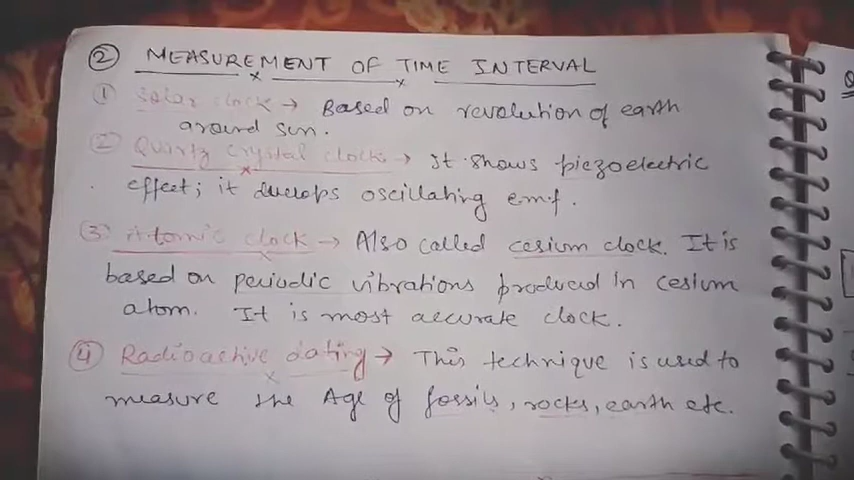 ② MEASUREMENT OF TIME INTERVAL
① Solar clock → Based on revolution of earth
around sun.
② Quartz crystal clock → It shows piezoelectric
effect; it develops oscillating emf.
③ Atomic clock → Also called cesium clock. It is
based on periodic vibrations produced in cesium
atom. It is most accurate clock.
④ Radioactive dating → This technique is used to
measure the Age of fossils, rocks, earth etc.